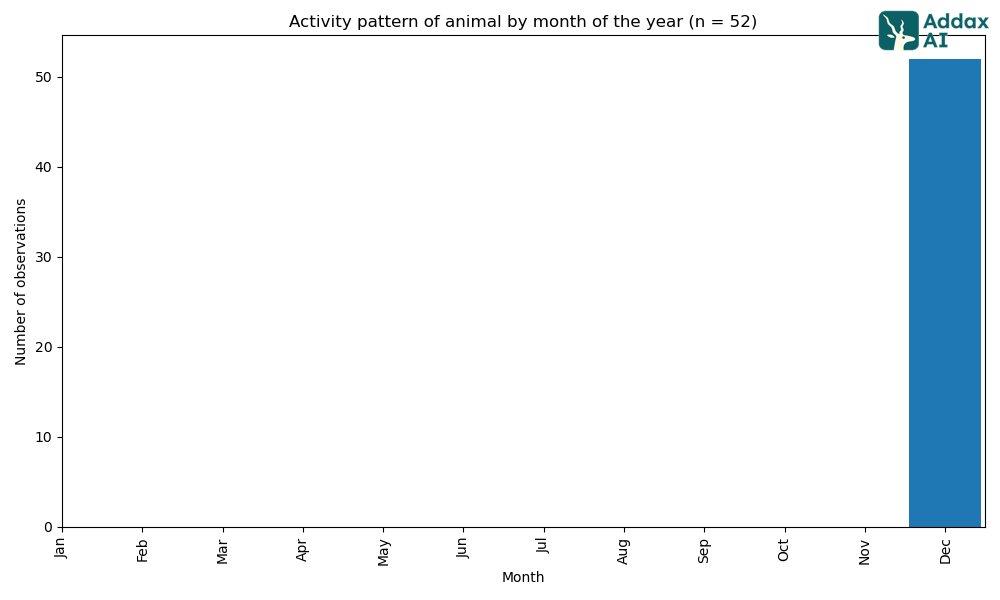 Activity pattern of animal by month of the year (n = 52)
Addax
AI
Number of observations
50
40
30
20
10
0
Jan
Feb
Mar
Apr
May
Jun
Jul
Aug
Sep
Oct
Nov
Dec
Month